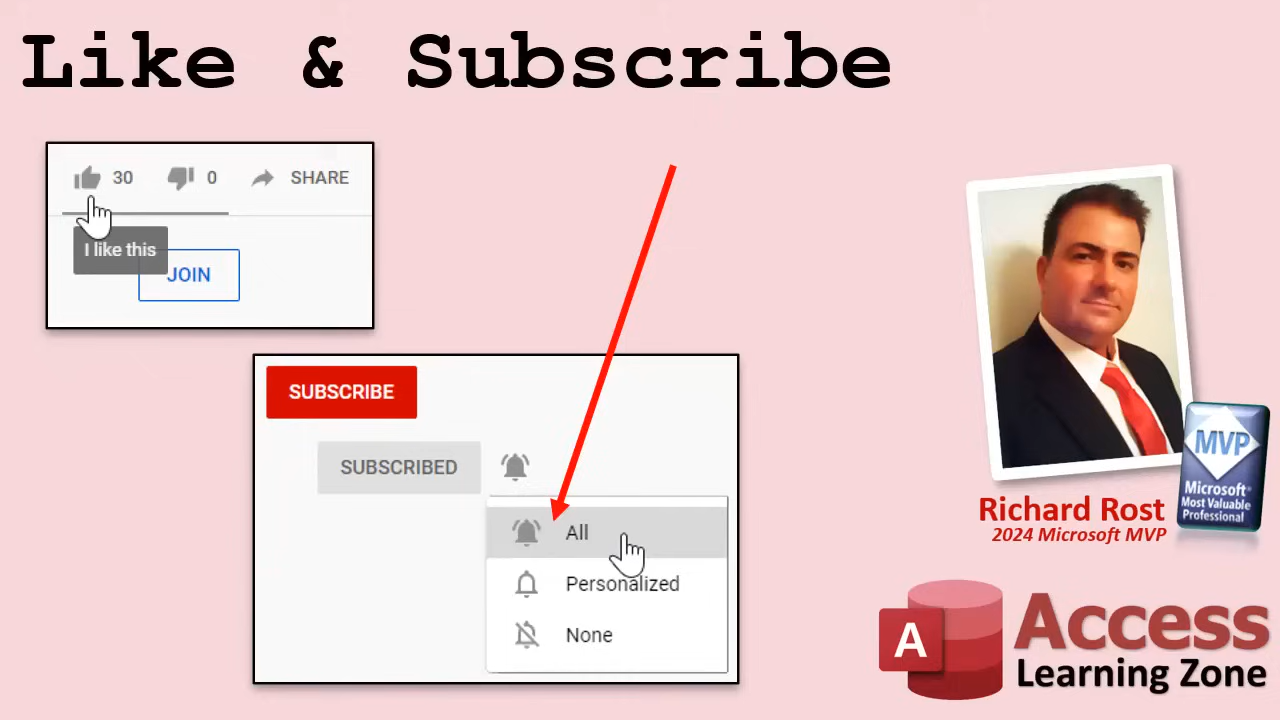 Like & Subscribe
30 0 SHARE
I like this
JOIN
SUBSCRIBE
SUBSCRIBED
All
Personalized
None
MVP
Microsoft®
Most Valuable
Professional
Richard Rost
2024 Microsoft MVP
A
Access
Learning Zone